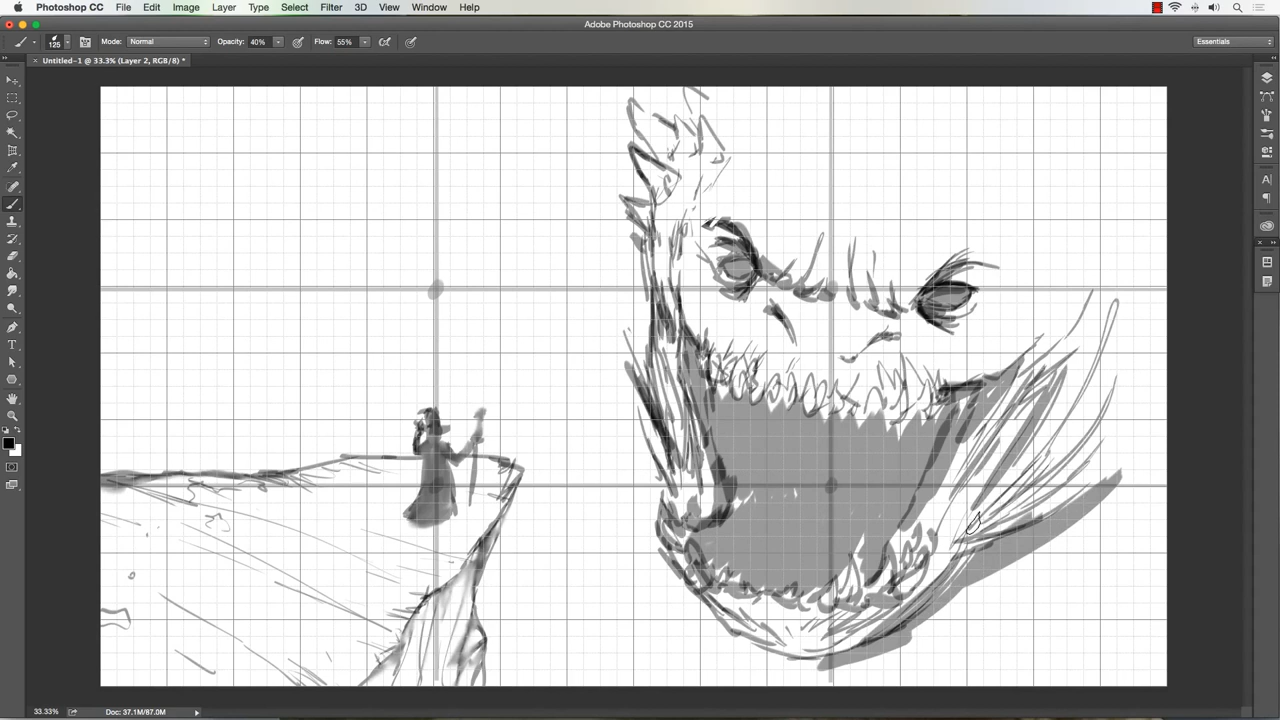 Photoshop CC File Edit Image Layer Type Select Filter 3D View Window Help
Adobe Photoshop CC 2015
125 Mode: Normal Opacity: 40% Flow: 55% Essentials
× Untitled-1 @ 33.3% (Layer 2, RGB/8) *
33.33% Doc: 37.1M/87.0M